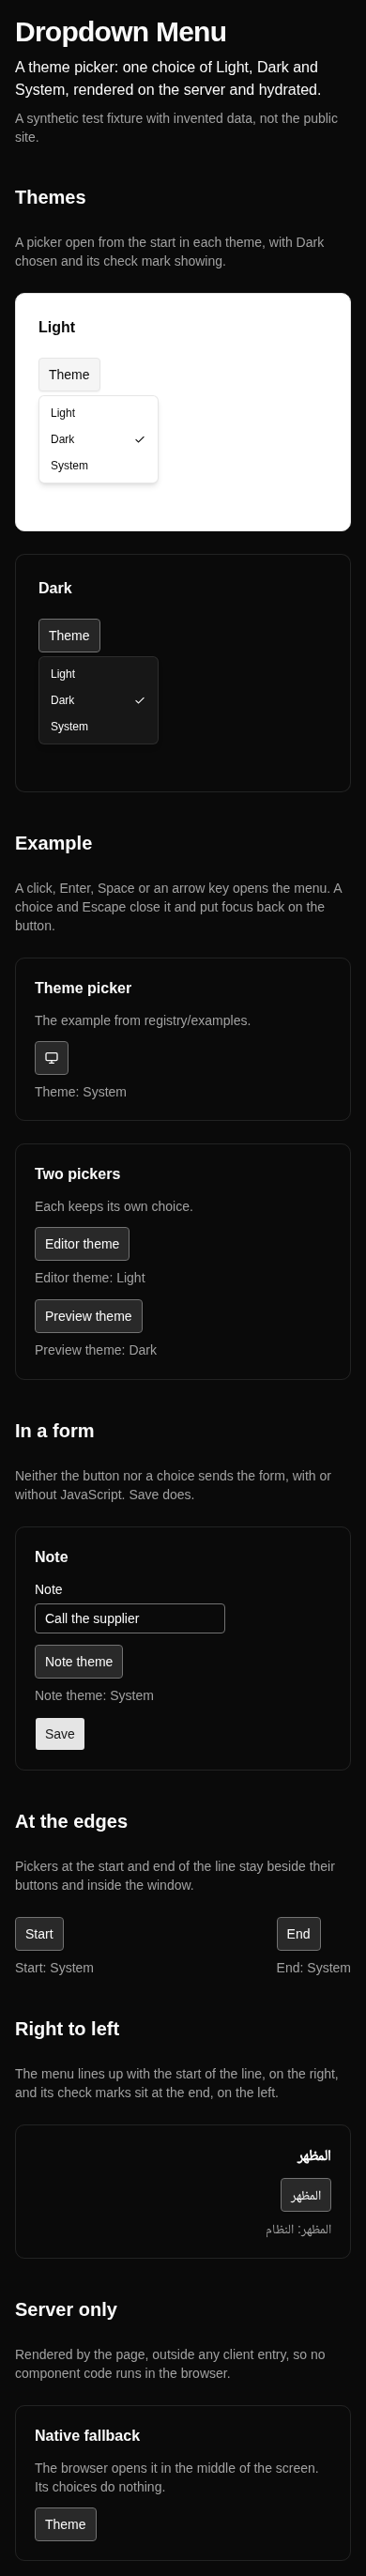 Dropdown Menu
A theme picker: one choice of Light, Dark and
System, rendered on the server and hydrated.
A synthetic test fixture with invented data, not the public
site.
Themes
A picker open from the start in each theme, with Dark
chosen and its check mark showing.
Light
Theme
Light
Dark
System
Dark
Theme
Light
Dark
System
Example
A click, Enter, Space or an arrow key opens the menu. A
choice and Escape close it and put focus back on the
button.
Theme picker
The example from registry/examples.
Theme: System
Two pickers
Each keeps its own choice.
Editor theme
Editor theme: Light
Preview theme
Preview theme: Dark
In a form
Neither the button nor a choice sends the form, with or
without JavaScript. Save does.
Note
Note
Call the supplier
Note theme
Note theme: System
Save
At the edges
Pickers at the start and end of the line stay beside their
buttons and inside the window.
Start
Start: System
End
End: System
Right to left
The menu lines up with the start of the line, on the right,
and its check marks sit at the end, on the left.
المظهر
المظهر
المظهر: النظام
Server only
Rendered by the page, outside any client entry, so no
component code runs in the browser.
Native fallback
The browser opens it in the middle of the screen.
Its choices do nothing.
Theme